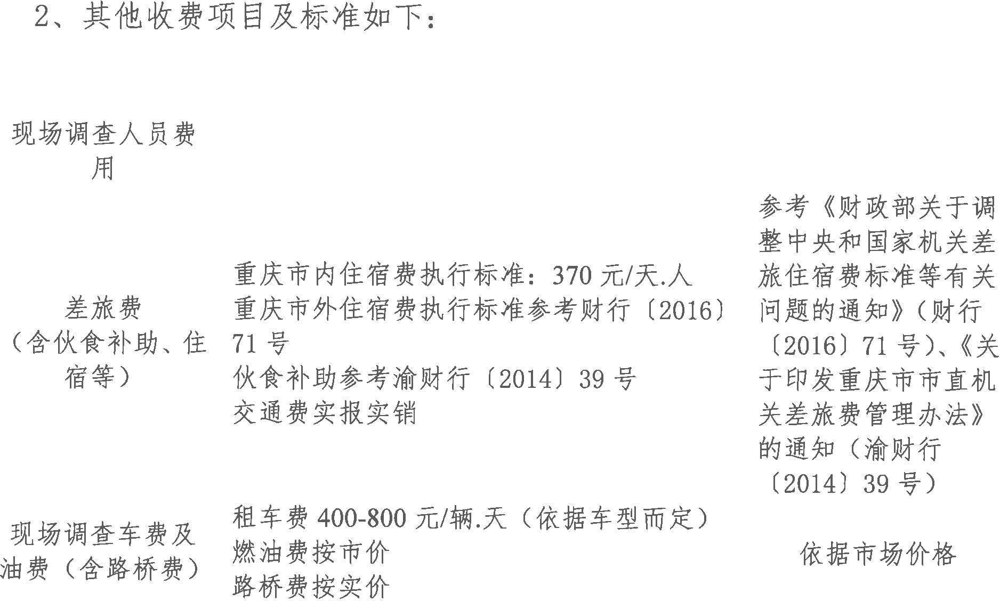 2、其他收费项目及标准如下：
现场调查人员费
用
差旅费
（含伙食补助、住
宿等）
重庆市内住宿费执行标准：370 元/天.人
重庆市外住宿费执行标准参考财行〔2016〕
71 号
伙食补助参考渝财行〔2014〕39 号
交通费实报实销
参考《财政部关于调
整中央和国家机关差
旅住宿费标准等有关
问题的通知》（财行
〔2016〕71 号）、《关
于印发重庆市市直机
关差旅费管理办法》
的通知（渝财行
〔2014〕39 号）
现场调查车费及
油费（含路桥费）
租车费 400-800 元/辆.天（依据车型而定）
燃油费按市价
路桥费按实价
依据市场价格